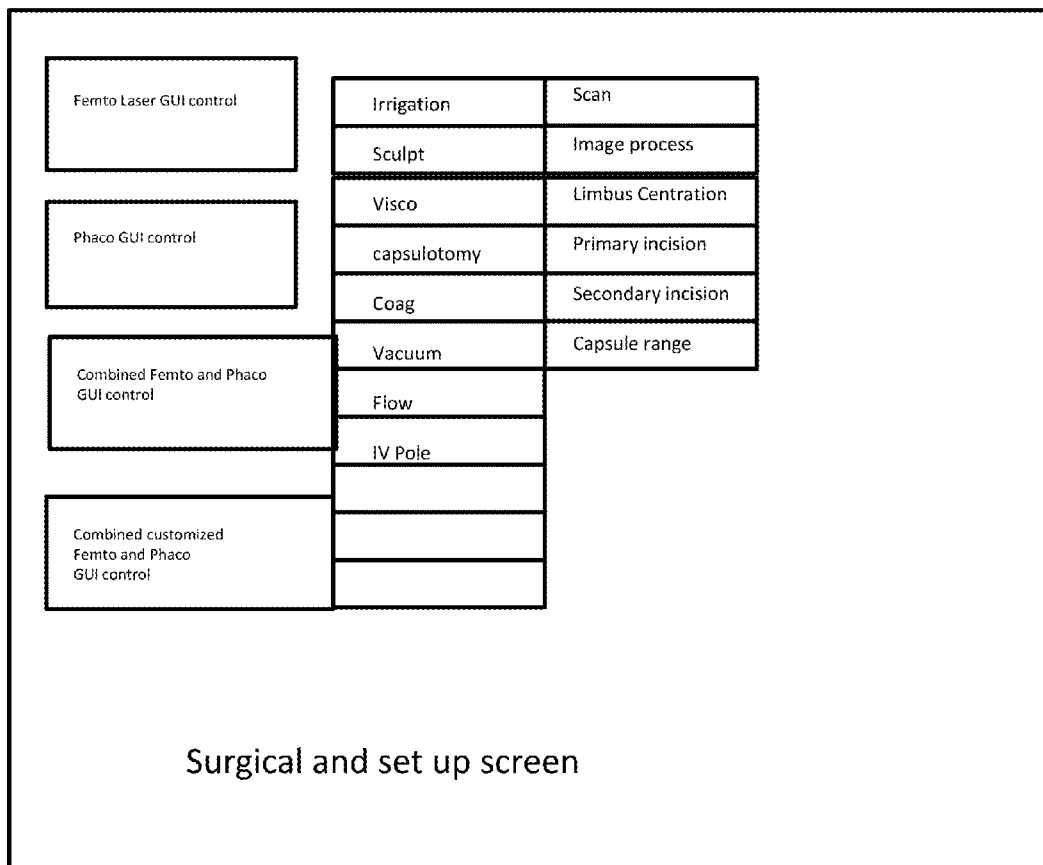 Femto Laser GUI control
Phaco GUI control
Combined Femto and Phaco
GUI control
Combined customized
Femto and Phaco
GUI control
Irrigation
Sculpt
Visco
capsulotomy
Coag
Vacuum
Flow
IV Pole
Scan
Image process
Limbus Centration
Primary incision
Secondary incision
Capsule range
Surgical and set up screen